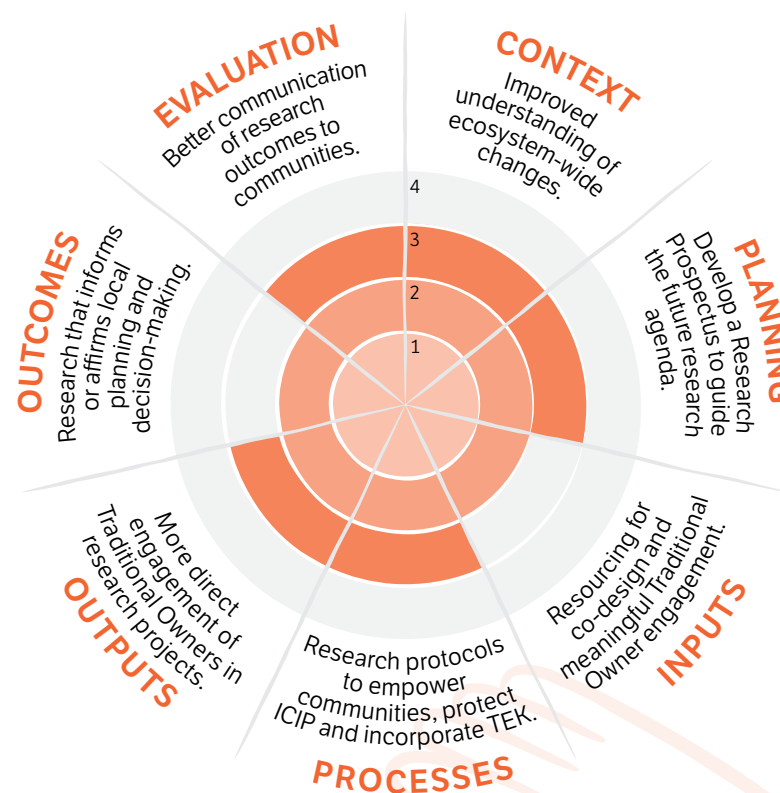 EVALUATION
Better communication
of research
outcomes to
communities.
CONTEXT
Improved
understanding of
ecosystem-wide
changes.
PLANNING
Develop a Research
Prospectus to guide
the future research
agenda.
INPUTS
Resourcing for
co-design and
meaningful Traditional
Owner engagement.
PROCESSES
Research protocols
to empower
communities, protect
ICIP and incorporate TEK.
OUTPUTS
More direct
engagement of
Traditional Owners in
research projects.
OUTCOMES
Research that informs
or affirms local
planning and
decision-making.
4
3
2
1